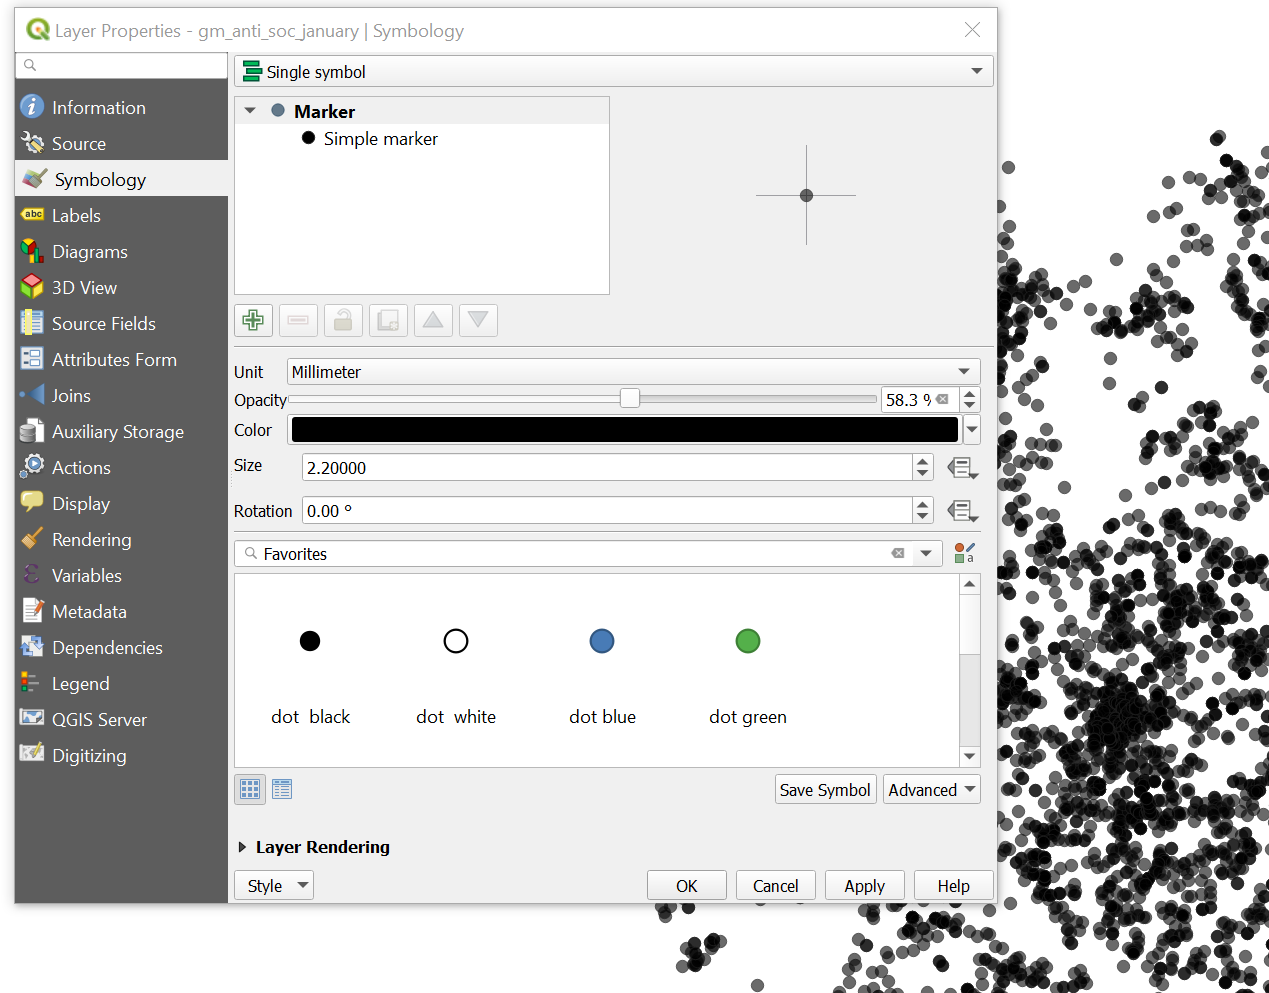 Layer Properties - gm_anti_soc_january | Symbology
Single symbol
Information
Source
Symbology
Labels
Diagrams
3D View
Source Fields
Attributes Form
Joins
Auxiliary Storage
Actions
Display
Rendering
Variables
Metadata
Dependencies
Legend
QGIS Server
Digitizing
abc
Marker
Simple marker
Unit Millimeter
Opacity 58.3 %
Color
Size 2.20000
Rotation 0.00 °
Favorites
a
dot  black dot  white dot blue dot green
Save Symbol Advanced
Layer Rendering
Style OK Cancel Apply Help